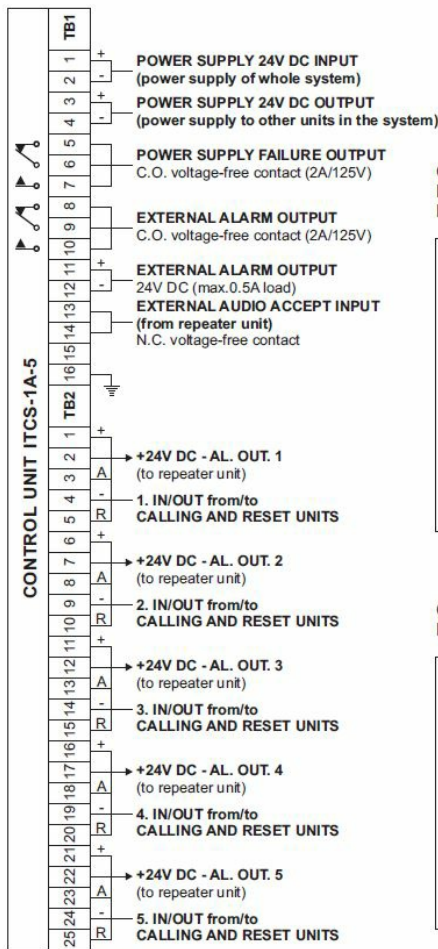 CONTROL UNIT ITCS-1A-5
TB1
1 +
2 -
POWER SUPPLY 24V DC INPUT
(power supply of whole system)
3 +
4 -
POWER SUPPLY 24V DC OUTPUT
(power supply to other units in the system)
5
6
7
POWER SUPPLY FAILURE OUTPUT
C.O. voltage-free contact (2A/125V)
8
9
10
EXTERNAL ALARM OUTPUT
C.O. voltage-free contact (2A/125V)
11 +
12 -
EXTERNAL ALARM OUTPUT
24V DC (max.0.5A load)
13
14
EXTERNAL AUDIO ACCEPT INPUT
(from repeater unit)
N.C. voltage-free contact
15
16
TB2
1 +
2
+24V DC - AL. OUT. 1
3 A
(to repeater unit)
4 -
1. IN/OUT from/to
5 R
CALLING AND RESET UNITS
6 +
7
+24V DC - AL. OUT. 2
8 A
(to repeater unit)
9 -
2. IN/OUT from/to
10 R
CALLING AND RESET UNITS
11 +
12
+24V DC - AL. OUT. 3
13 A
(to repeater unit)
14 -
3. IN/OUT from/to
15 R
CALLING AND RESET UNITS
16 +
17
+24V DC - AL. OUT. 4
18 A
(to repeater unit)
19 -
4. IN/OUT from/to
20 R
CALLING AND RESET UNITS
21 +
22
+24V DC - AL. OUT. 5
23 A
(to repeater unit)
24 -
5. IN/OUT from/to
25 R
CALLING AND RESET UNITS